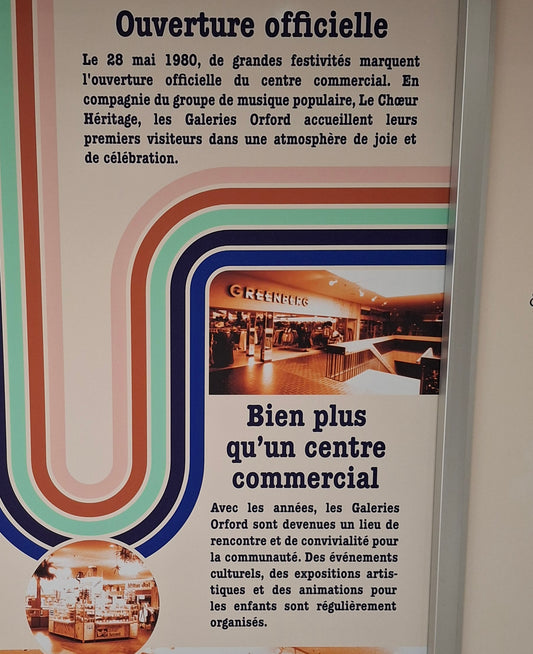 Ouverture officielle
Le 28 mai 1980, de grandes festivités marquent
l'ouverture officielle du centre commercial. En
compagnie du groupe de musique populaire, Le Chœur
Héritage, les Galeries Orford accueillent leurs
premiers visiteurs dans une atmosphère de joie et
de célébration.
GREENBERG
Bien plus
qu'un centre
commercial
Avec les années, les Galeries
Orford sont devenues un lieu de
rencontre et de convivialité pour
la communauté. Des événements
culturels, des expositions artis-
tiques et des animations pour
les enfants sont régulièrement
organisés.